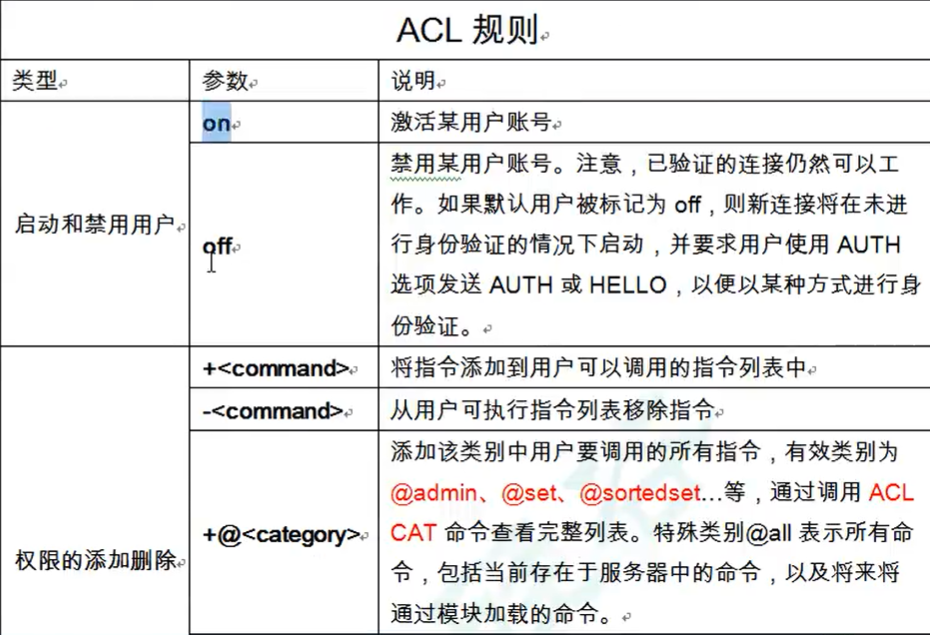 ACL 规则
类型
参数
说明
启动和禁用用户
on
激活某用户账号
off
禁用某用户账号。注意，已验证的连接仍然可以工
作。如果默认用户被标记为 off，则新连接将在未进
行身份验证的情况下启动，并要求用户使用 AUTH
选项发送 AUTH 或 HELLO，以便以某种方式进行身
份验证。
权限的添加删除
+<command>
将指令添加到用户可以调用的指令列表中
-<command>
从用户可执行指令列表移除指令
+@<category>
添加该类别中用户要调用的所有指令，有效类别为
@admin、@set、@sortedset…等，通过调用 ACL
CAT 命令查看完整列表。特殊类别@all 表示所有命
令，包括当前存在于服务器中的命令，以及将来将
通过模块加载的命令。